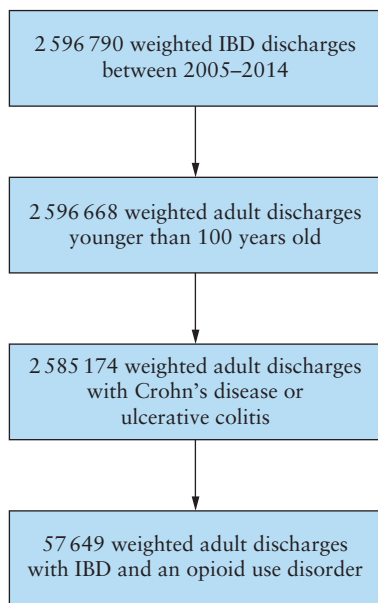 2 596 790 weighted IBD discharges
between 2005–2014
2 596 668 weighted adult discharges
younger than 100 years old
2 585 174 weighted adult discharges
with Crohn’s disease or
ulcerative colitis
57 649 weighted adult discharges
with IBD and an opioid use disorder